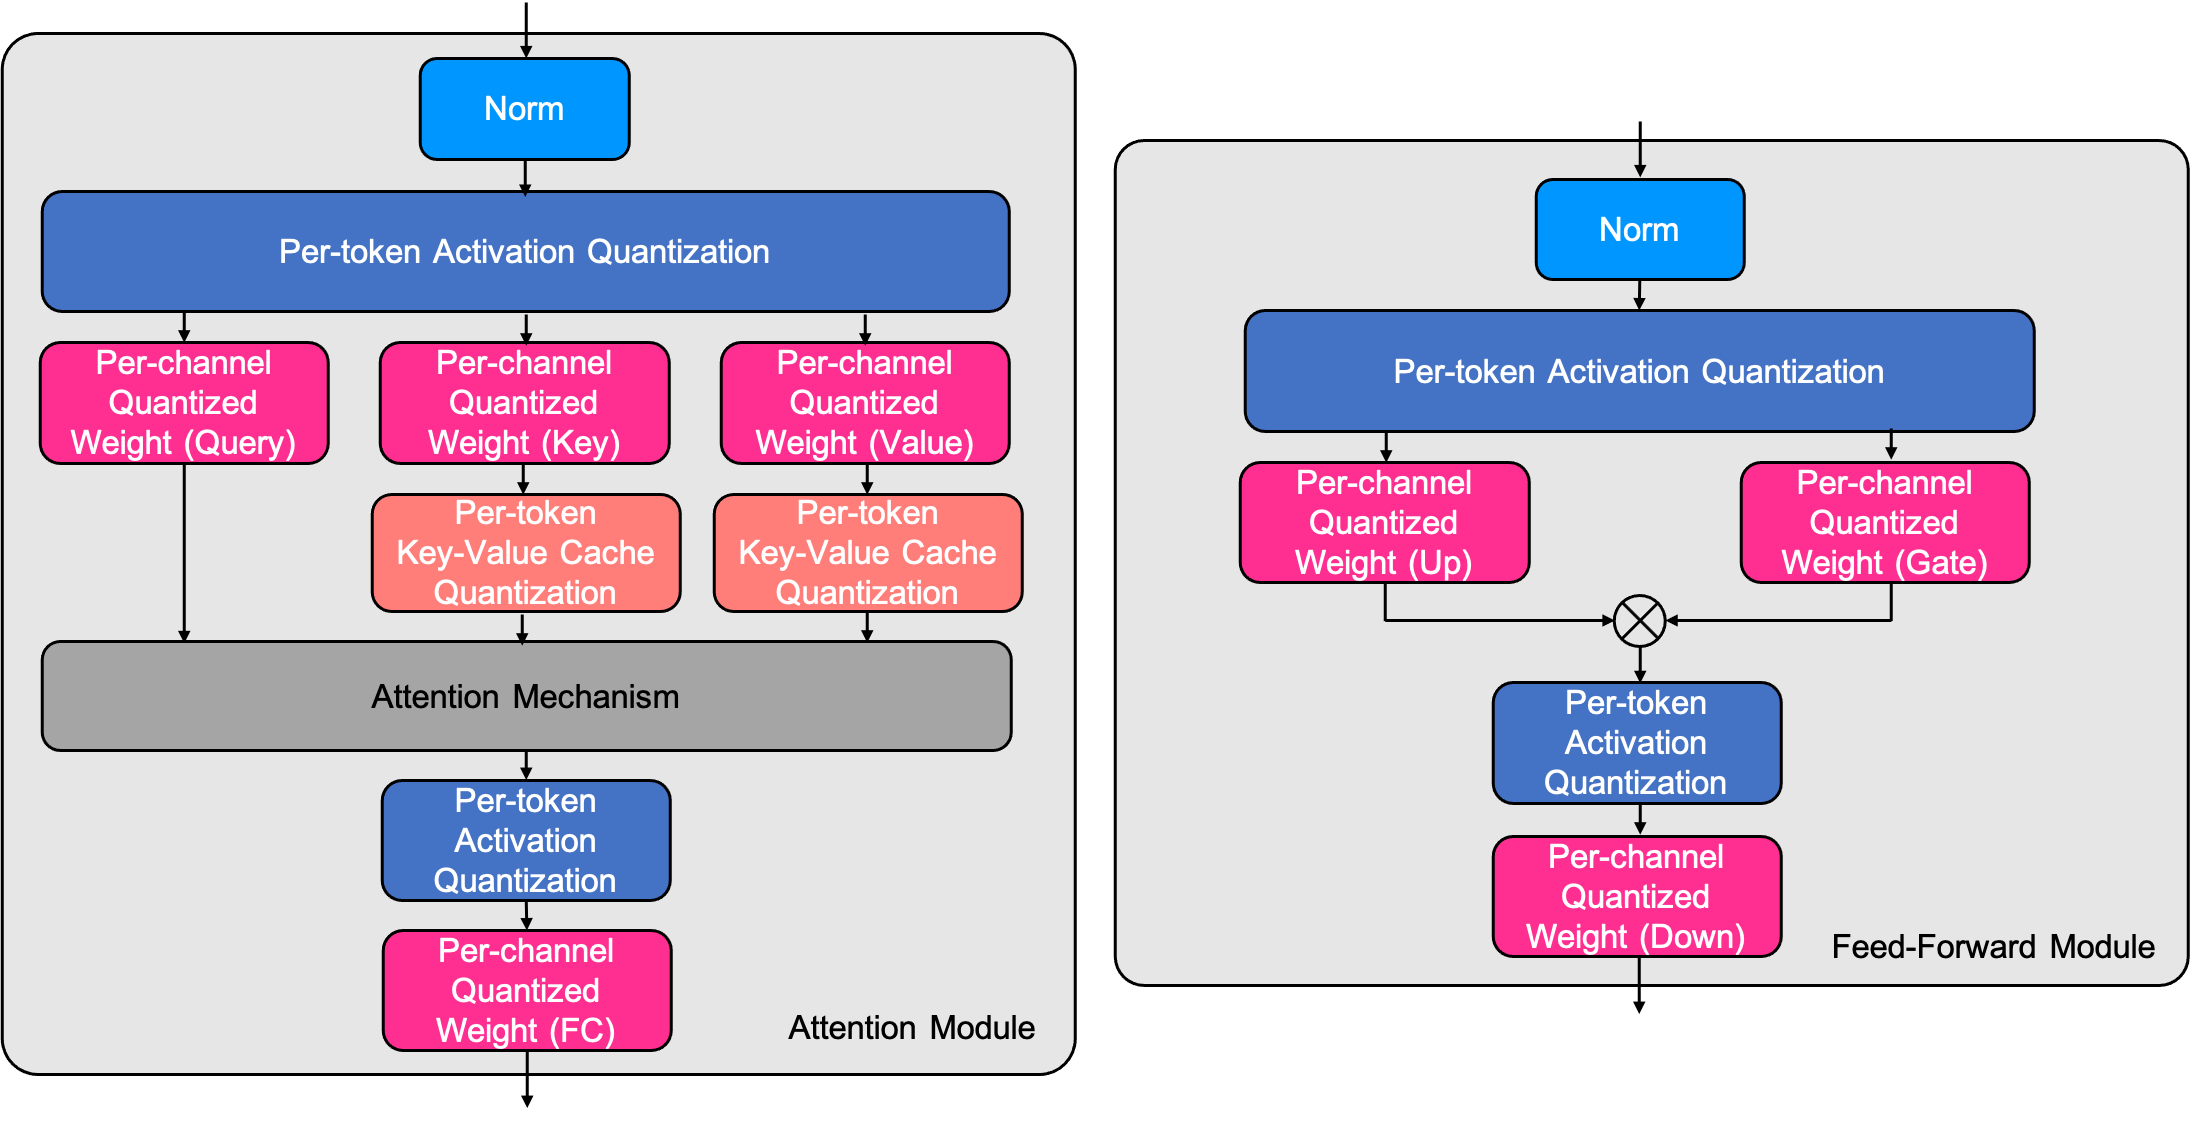 Norm
Per-token Activation Quantization
Per-channel
Quantized
Weight (Query)
Per-channel
Quantized
Weight (Key)
Per-channel
Quantized
Weight (Value)
Per-token
Key-Value Cache
Quantization
Per-token
Key-Value Cache
Quantization
Attention Mechanism
Per-token
Activation
Quantization
Per-channel
Quantized
Weight (FC)
Attention Module
Norm
Per-token Activation Quantization
Per-channel
Quantized
Weight (Up)
Per-channel
Quantized
Weight (Gate)
Per-token
Activation
Quantization
Per-channel
Quantized
Weight (Down)
Feed-Forward Module